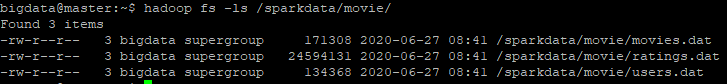 bigdata@master:~$ hadoop fs -ls /sparkdata/movie/
Found 3 items
-rw-r--r--   3 bigdata supergroup     171308 2020-06-27 08:41 /sparkdata/movie/movies.dat
-rw-r--r--   3 bigdata supergroup   24594131 2020-06-27 08:41 /sparkdata/movie/ratings.dat
-rw-r--r--   3 bigdata supergroup     134368 2020-06-27 08:41 /sparkdata/movie/users.dat